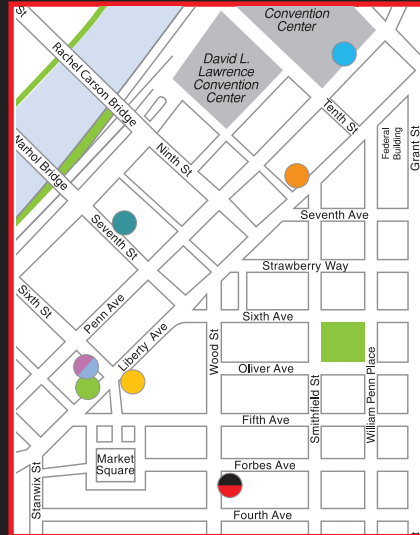 St
Convention
Center
Rachel Carson Bridge
David L.
Lawrence
Convention
Center
Tenth St
Federal
Building
Grant St
Warhol Bridge
Ninth St
Seventh Ave
Seventh St
Strawberry Way
Sixth St
Penn Ave
Liberty Ave
Sixth Ave
Wood St
Oliver Ave
Smithfield St
William Penn Place
Fifth Ave
Market
Square
Forbes Ave
Stanwix St
Fourth Ave